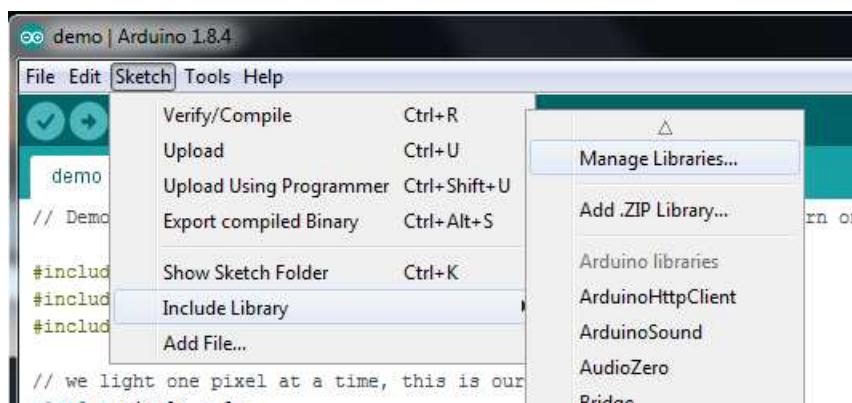 demo | Arduino 1.8.4
File Edit Sketch Tools Help
Verify/Compile Ctrl+R
Upload Ctrl+U
Upload Using Programmer Ctrl+Shift+U
Export compiled Binary Ctrl+Alt+S
Show Sketch Folder Ctrl+K
Include Library
Add File...
Manage Libraries...
Add .ZIP Library...
Arduino libraries
ArduinoHttpClient
ArduinoSound
AudioZero
Bridge
demo
// Demo
#includ
#includ
#includ
// we light one pixel at a time, this is our